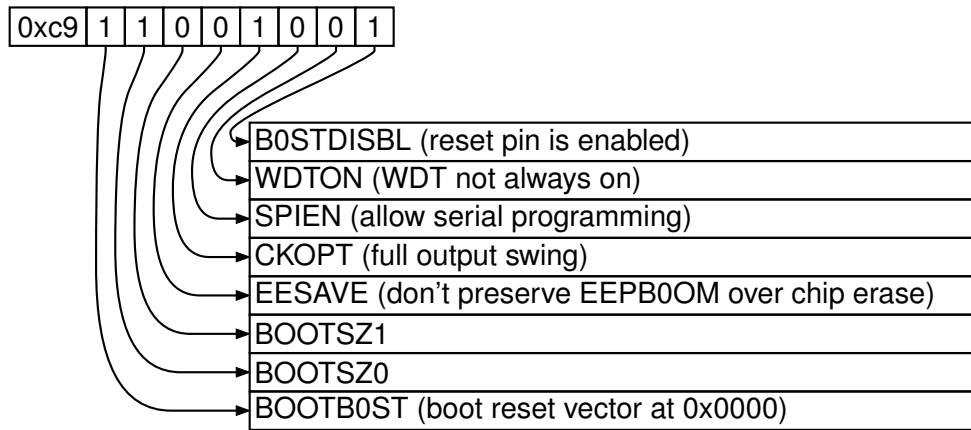 0xc9 1 1 0 0 1 0 0 1
B0STDISBL (reset pin is enabled)
WDTON (WDT not always on)
SPIEN (allow serial programming)
CKOPT (full output swing)
EESAVE (don't preserve EEPB0OM over chip erase)
BOOTSZ1
BOOTSZ0
BOOTB0ST (boot reset vector at 0x0000)